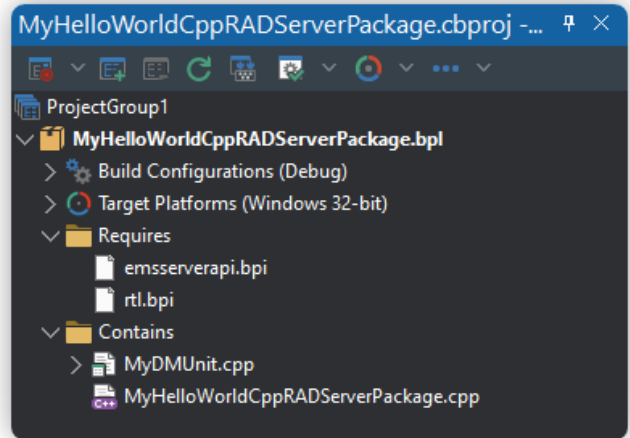 MyHelloWorldCppRADServerPackage.cbproj -...
ProjectGroup1
MyHelloWorldCppRADServerPackage.bpl
Build Configurations (Debug)
Target Platforms (Windows 32-bit)
Requires
emsserverapi.bpi
rtl.bpi
Contains
MyDMUnit.cpp
MyHelloWorldCppRADServerPackage.cpp